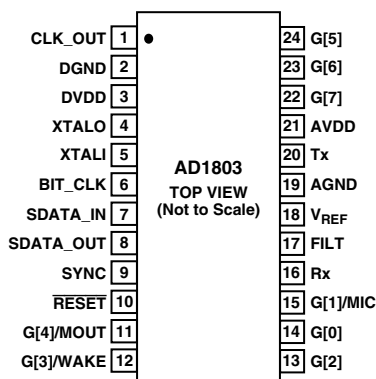 CLK_OUT 1 24 G[5]
DGND 2 23 G[6]
DVDD 3 22 G[7]
XTALO 4 21 AVDD
XTALI 5 20 Tx
BIT_CLK 6 19 AGND
SDATA_IN 7 18 VREF
SDATA_OUT 8 17 FILT
SYNC 9 16 Rx
RESET 10 15 G[1]/MIC
G[4]/MOUT 11 14 G[0]
G[3]/WAKE 12 13 G[2]
AD1803
TOP VIEW
(Not to Scale)